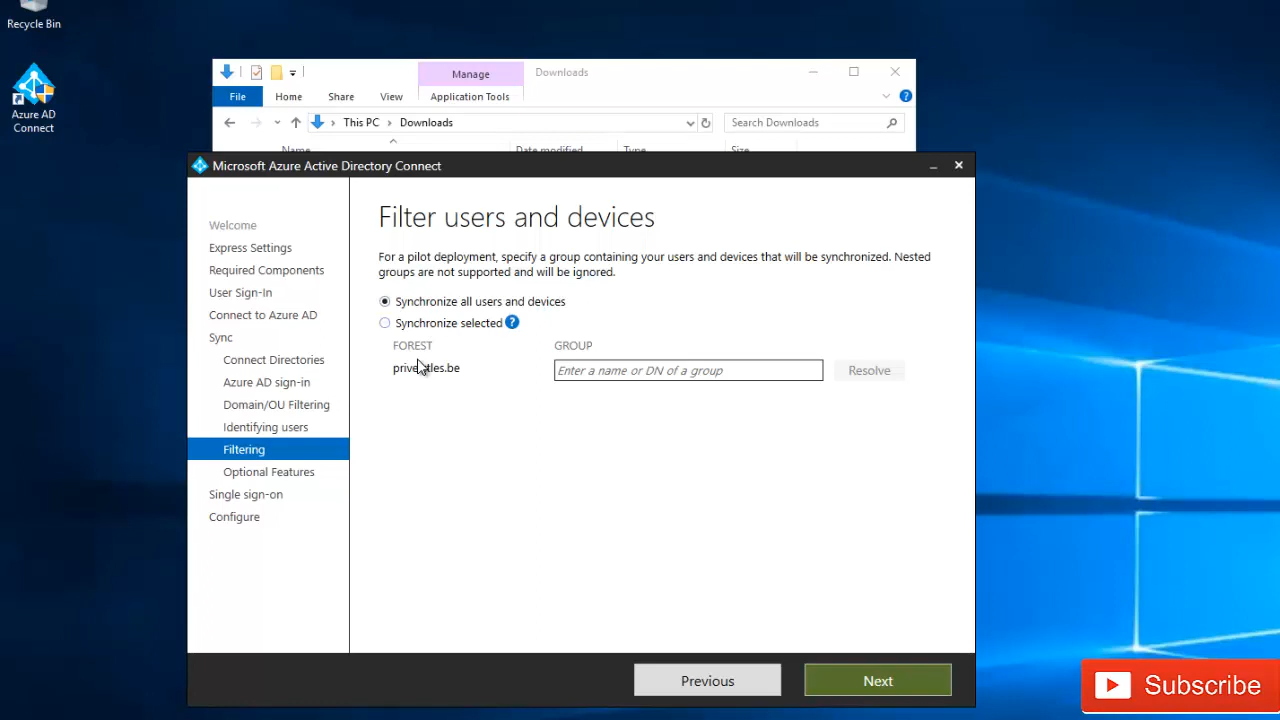 Recycle Bin
Azure AD
Connect
Manage
Downloads
File
Home
Share
View
Application Tools
This PC
Downloads
Search Downloads
Name
Date modified
Type
Size
Microsoft Azure Active Directory Connect
Welcome
Express Settings
Required Components
User Sign-In
Connect to Azure AD
Sync
Connect Directories
Azure AD sign-in
Domain/OU Filtering
Identifying users
Filtering
Optional Features
Single sign-on
Configure
Filter users and devices
For a pilot deployment, specify a group containing your users and devices that will be synchronized. Nested
groups are not supported and will be ignored.
Synchronize all users and devices
Synchronize selected ?
FOREST
GROUP
Enter a name or DN of a group
Resolve
Previous
Next
Subscribe